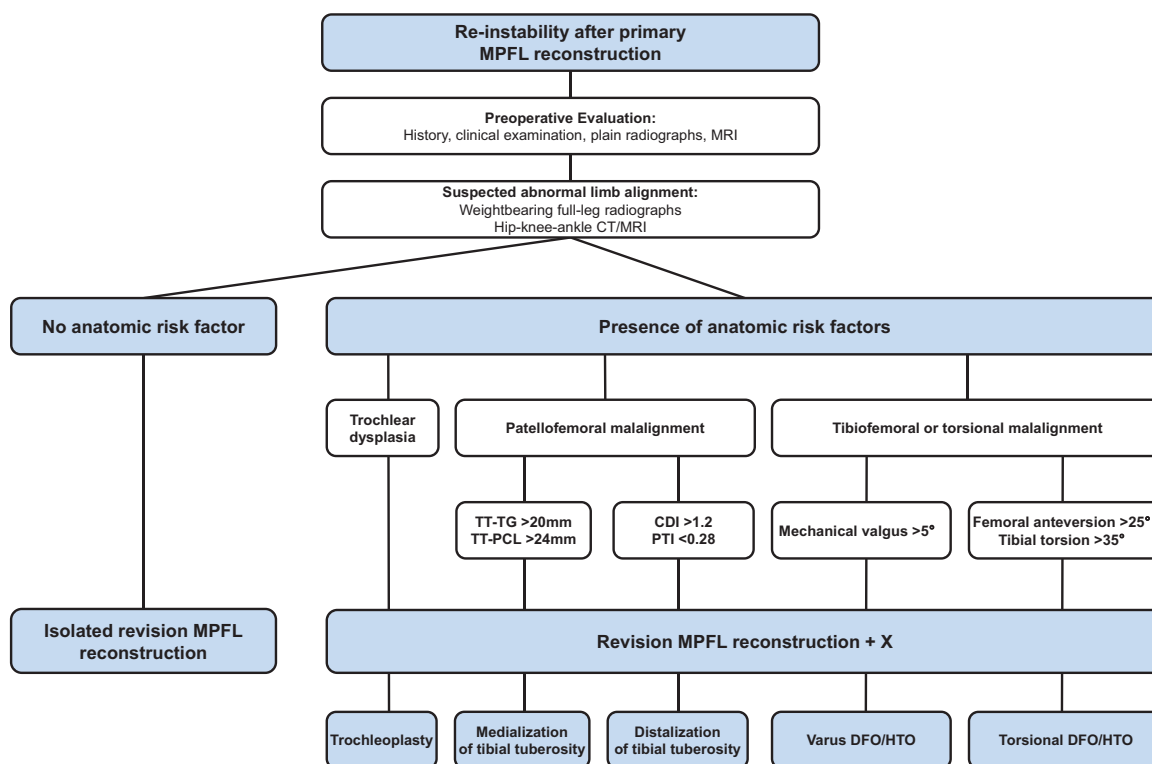 Re-instability after primary
MPFL reconstruction
Preoperative Evaluation:
History, clinical examination, plain radiographs, MRI
Suspected abnormal limb alignment:
Weightbearing full-leg radiographs
Hip-knee-ankle CT/MRI
No anatomic risk factor
Presence of anatomic risk factors
Trochlear
dysplasia
Patellofemoral malalignment
Tibiofemoral or torsional malalignment
TT-TG >20mm
TT-PCL >24mm
CDI >1.2
PTI <0.28
Mechanical valgus >5°
Femoral anteversion >25°
Tibial torsion >35°
Isolated revision MPFL
reconstruction
Revision MPFL reconstruction + X
Trochleoplasty
Medialization
of tibial tuberosity
Distalization
of tibial tuberosity
Varus DFO/HTO
Torsional DFO/HTO